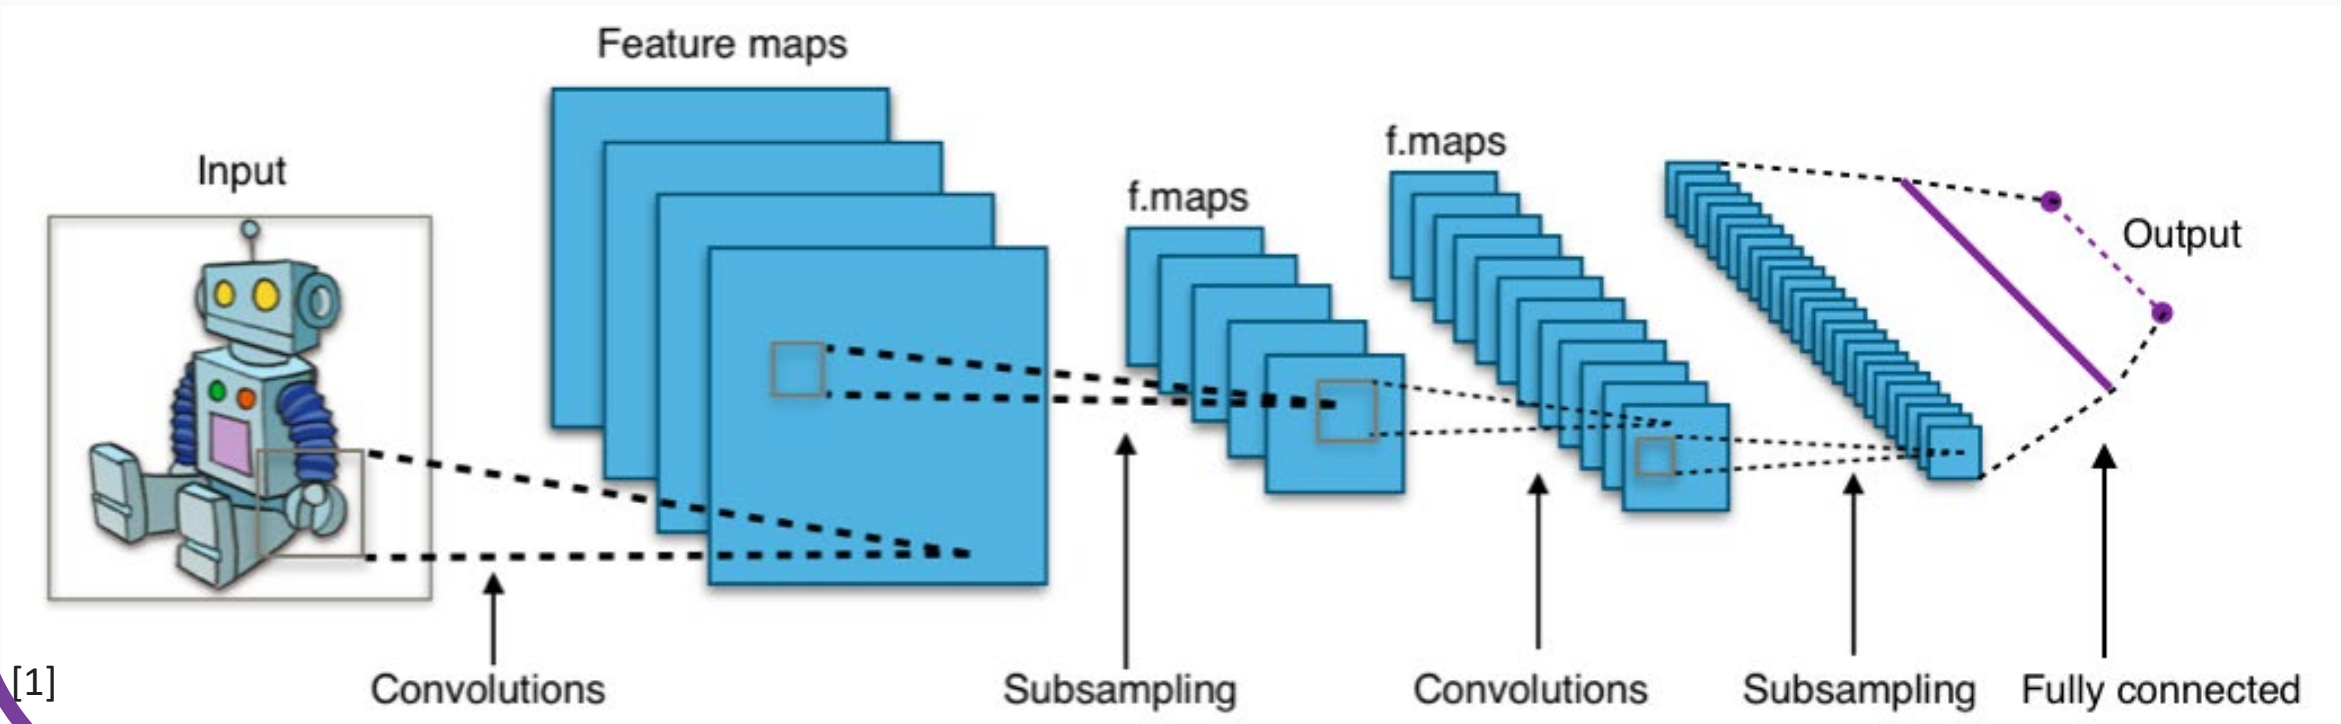 Feature maps
Input
f.maps
f.maps
Output
[1]
Convolutions
Subsampling
Convolutions
Subsampling
Fully connected